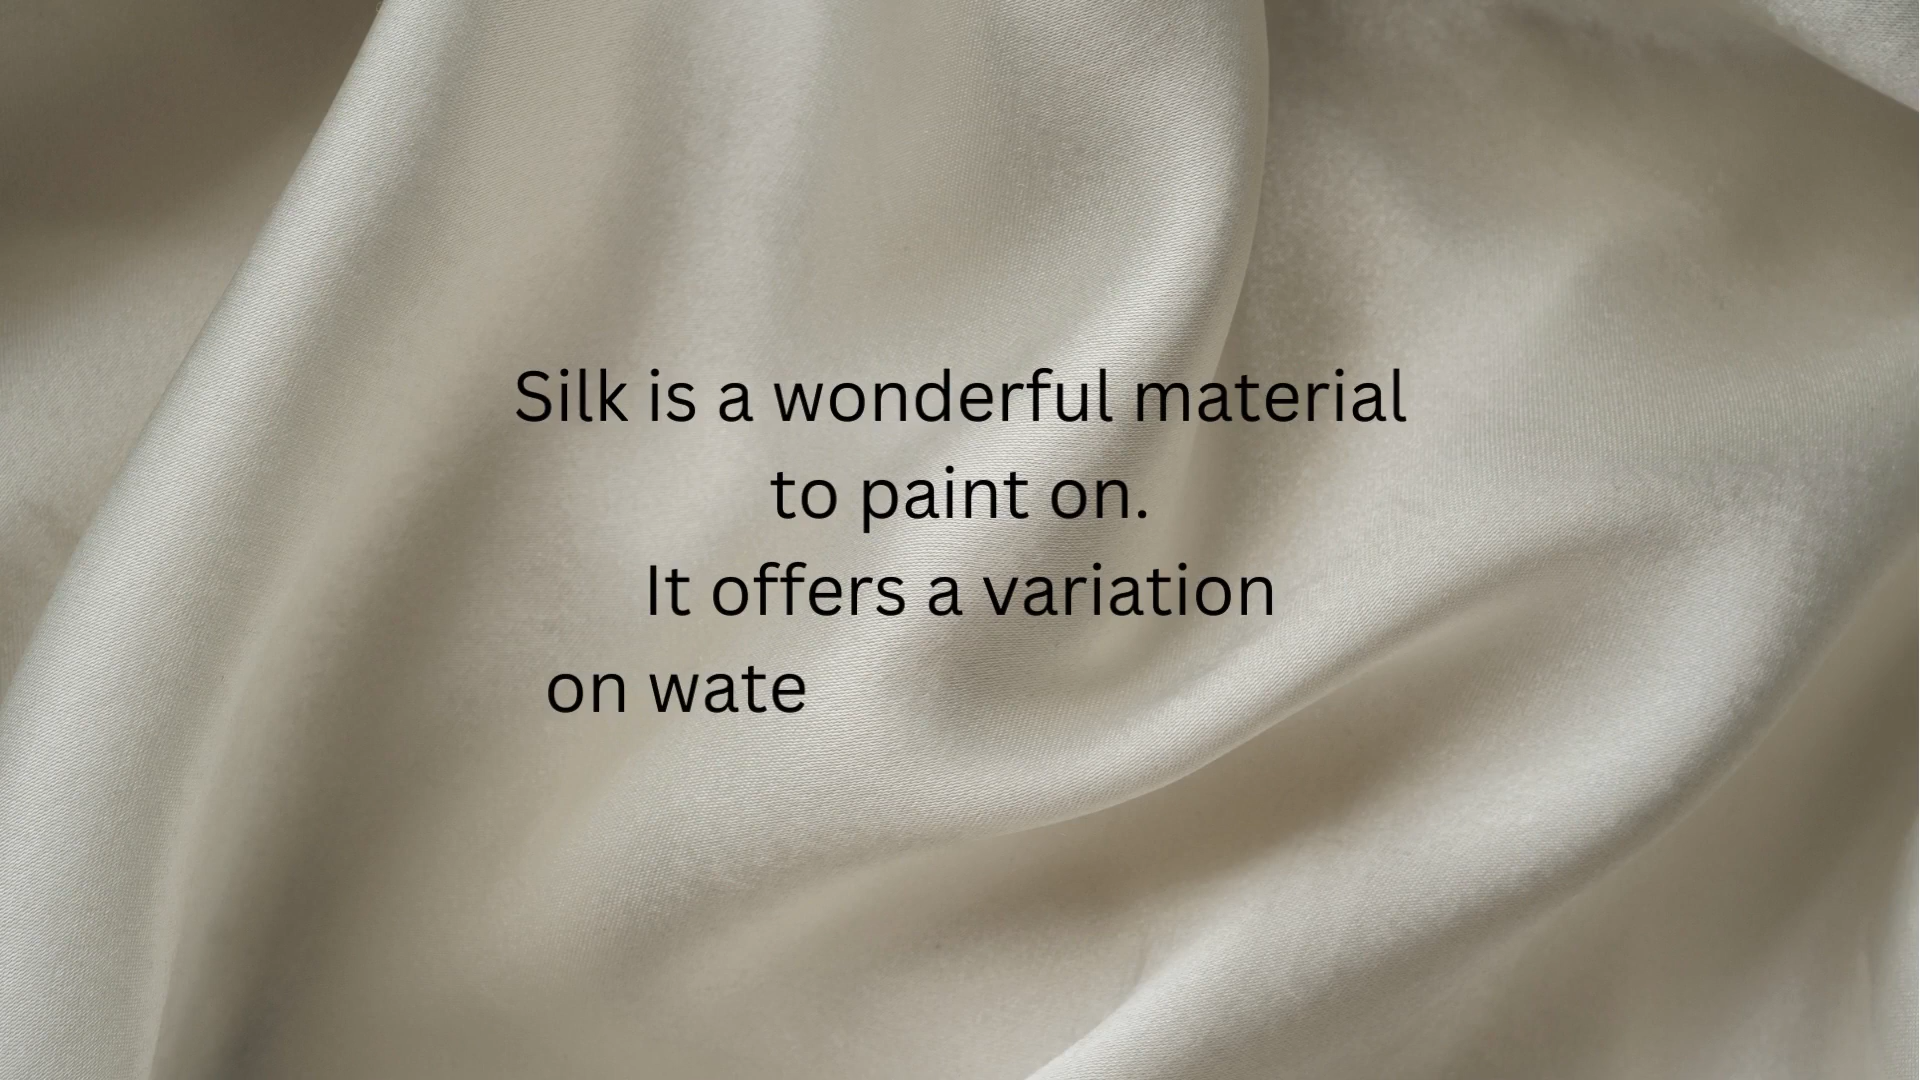 Silk is a wonderful material
to paint on.
It offers a variation
on wate